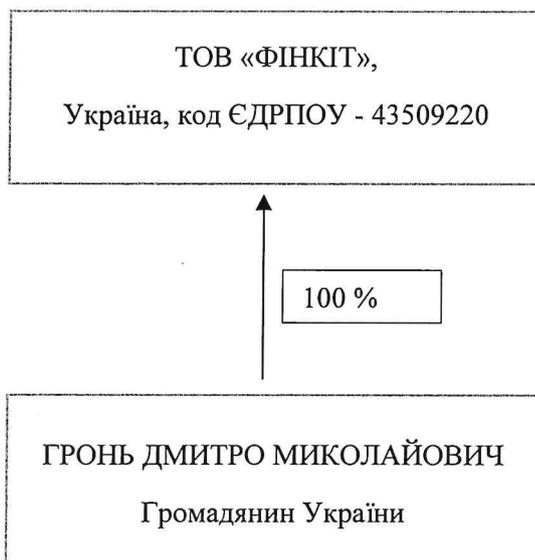 ТОВ «ФІНКІТ»,
Україна, код ЄДРПОУ - 43509220
100 %
ГРОНЬ ДМИТРО МИКОЛАЙОВИЧ
Громадянин України